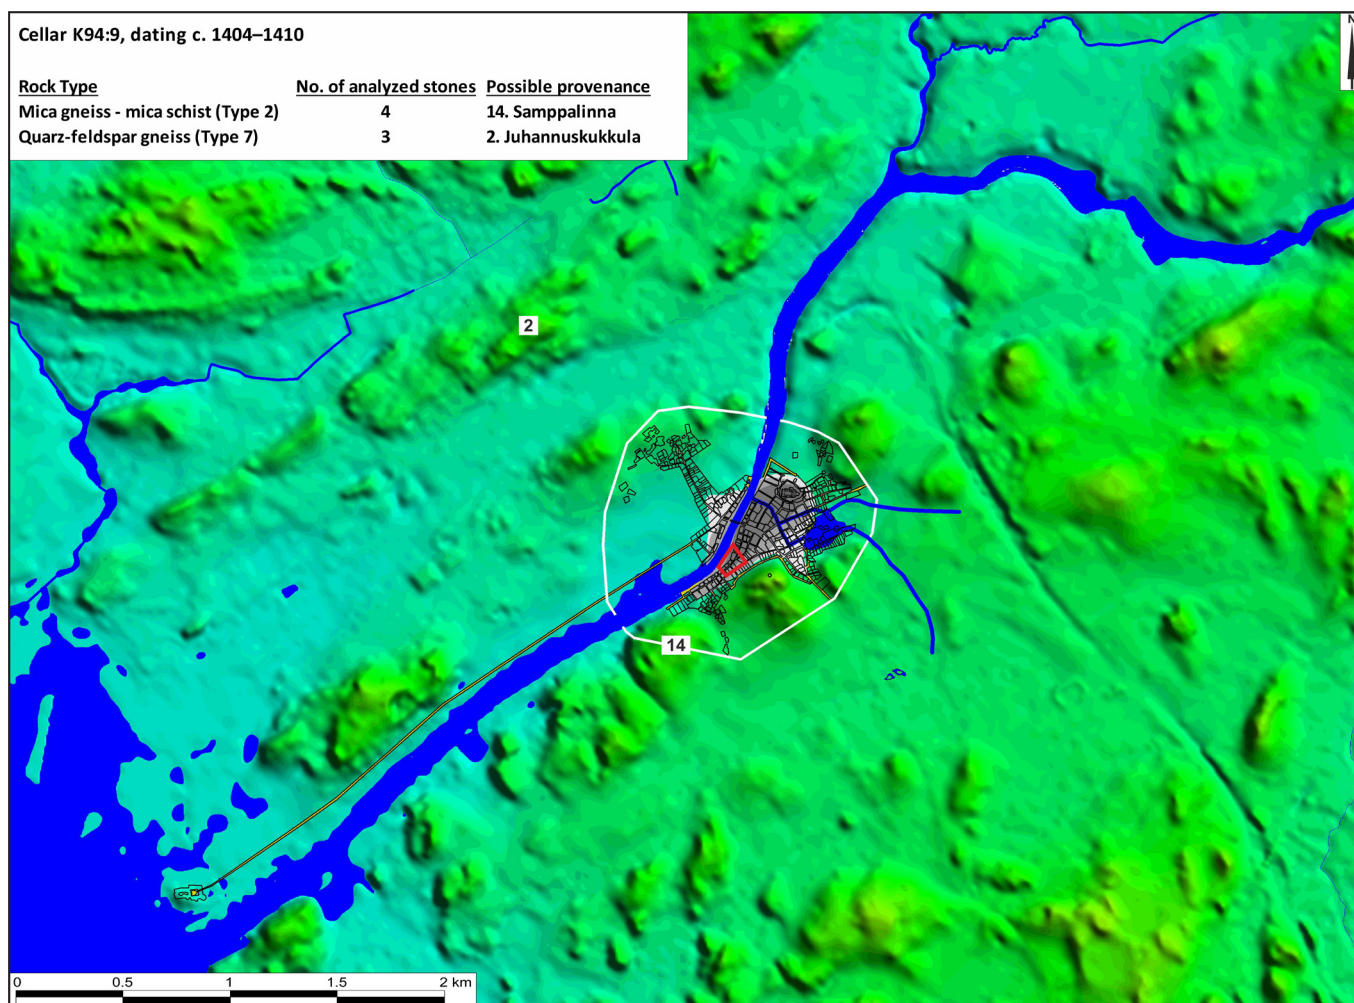 Cellar K94:9, dating c. 1404–1410
Rock Type No. of analyzed stones Possible provenance
Mica gneiss - mica schist (Type 2) 4 14. Samppalinna
Quarz-feldspar gneiss (Type 7) 3 2. Juhannuskukkula
N
2
14
0 0.5 1 1.5 2 km